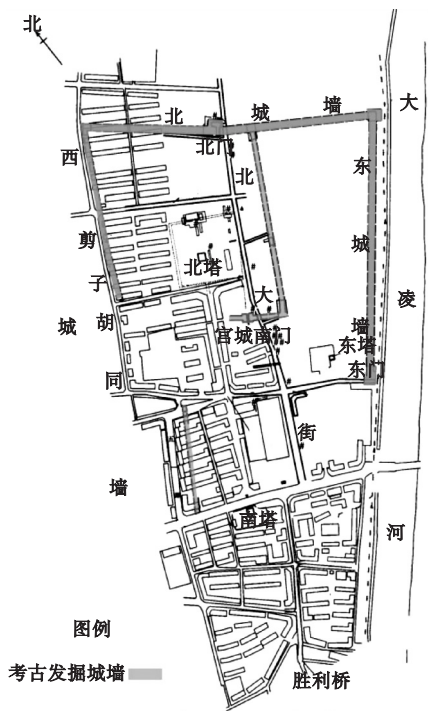 北
北城墙
大凌河
北门
西城墙
剪子胡同
北大街
东城墙
北塔
宫城南门
东塔
东
南塔
图例
考古发掘城墙
胜利桥